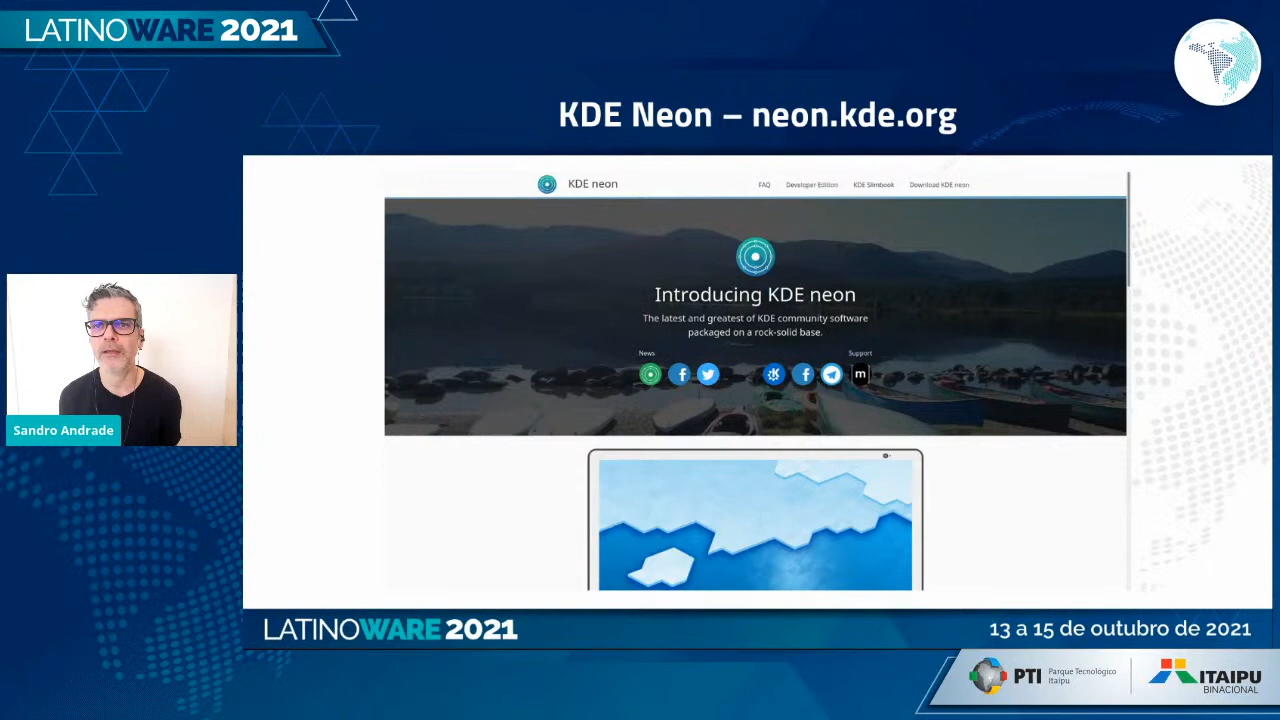 LATINOWARE 2021
KDE Neon – neon.kde.org
KDE neon
FAQ
Developer Edition
KDE Slimbook
Download KDE neon
Introducing KDE neon
The latest and greatest of KDE community software
packaged on a rock-solid base.
News
Support
m
Sandro Andrade
LATINOWARE 2021
13 a 15 de outubro de 2021
PTI
Parque Tecnológico
Itaipu
ITAIPU
BINACIONAL